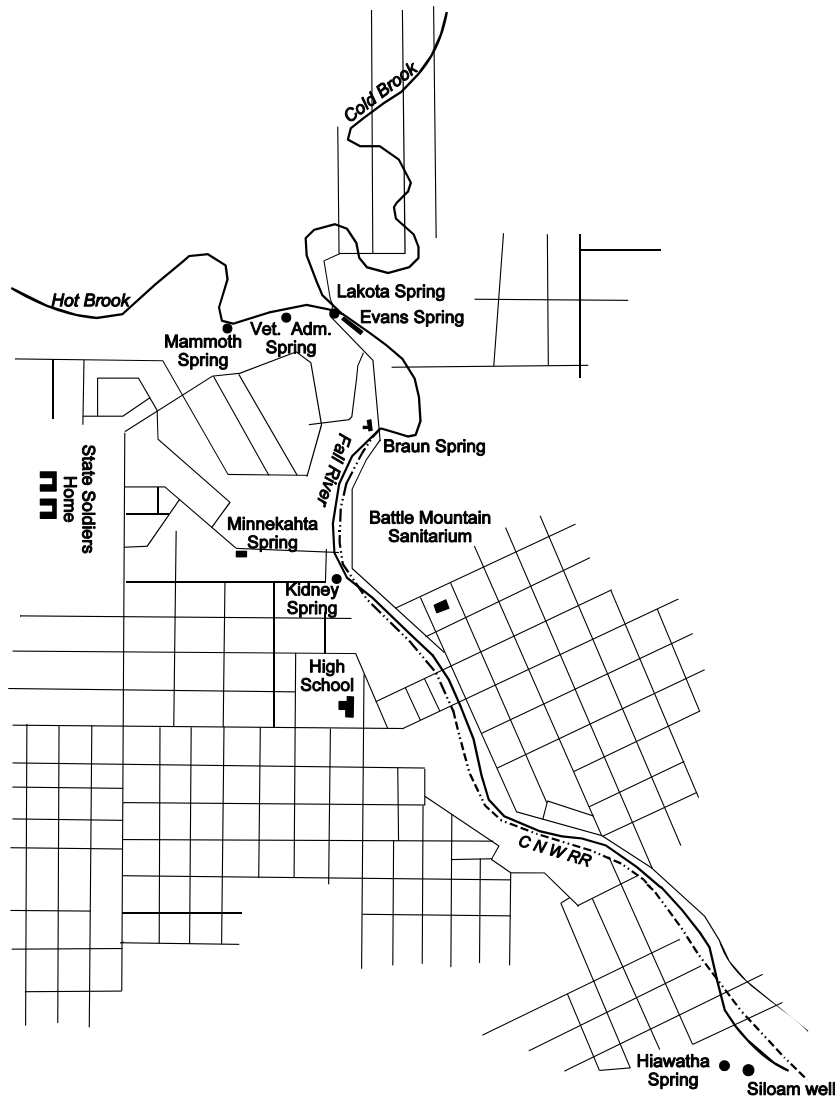 Cold Brook
Hot Brook
Lakota Spring
Evans Spring
Mammoth
Spring
Vet. Adm.
Spring
Braun Spring
Fall River
State Soldiers
Home
Minnekahta
Spring
Battle Mountain
Sanitarium
Kidney
Spring
High
School
C N W RR
Hiawatha
Spring
Siloam well